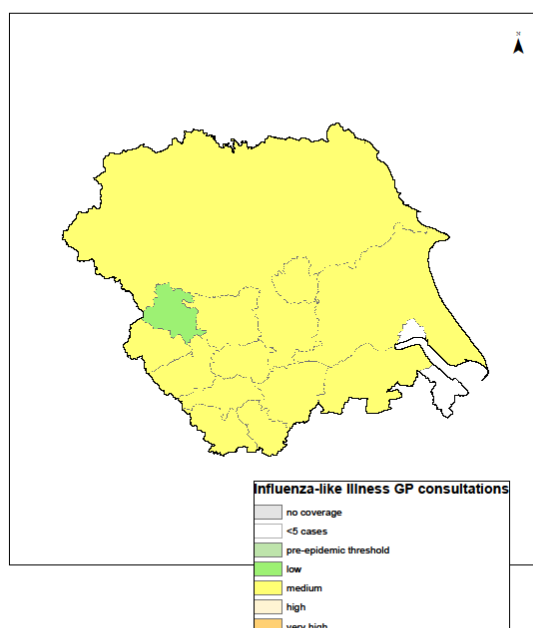 N
Influenza-like Illness GP consultations
no coverage
<5 cases
pre-epidemic threshold
low
medium
high
very high